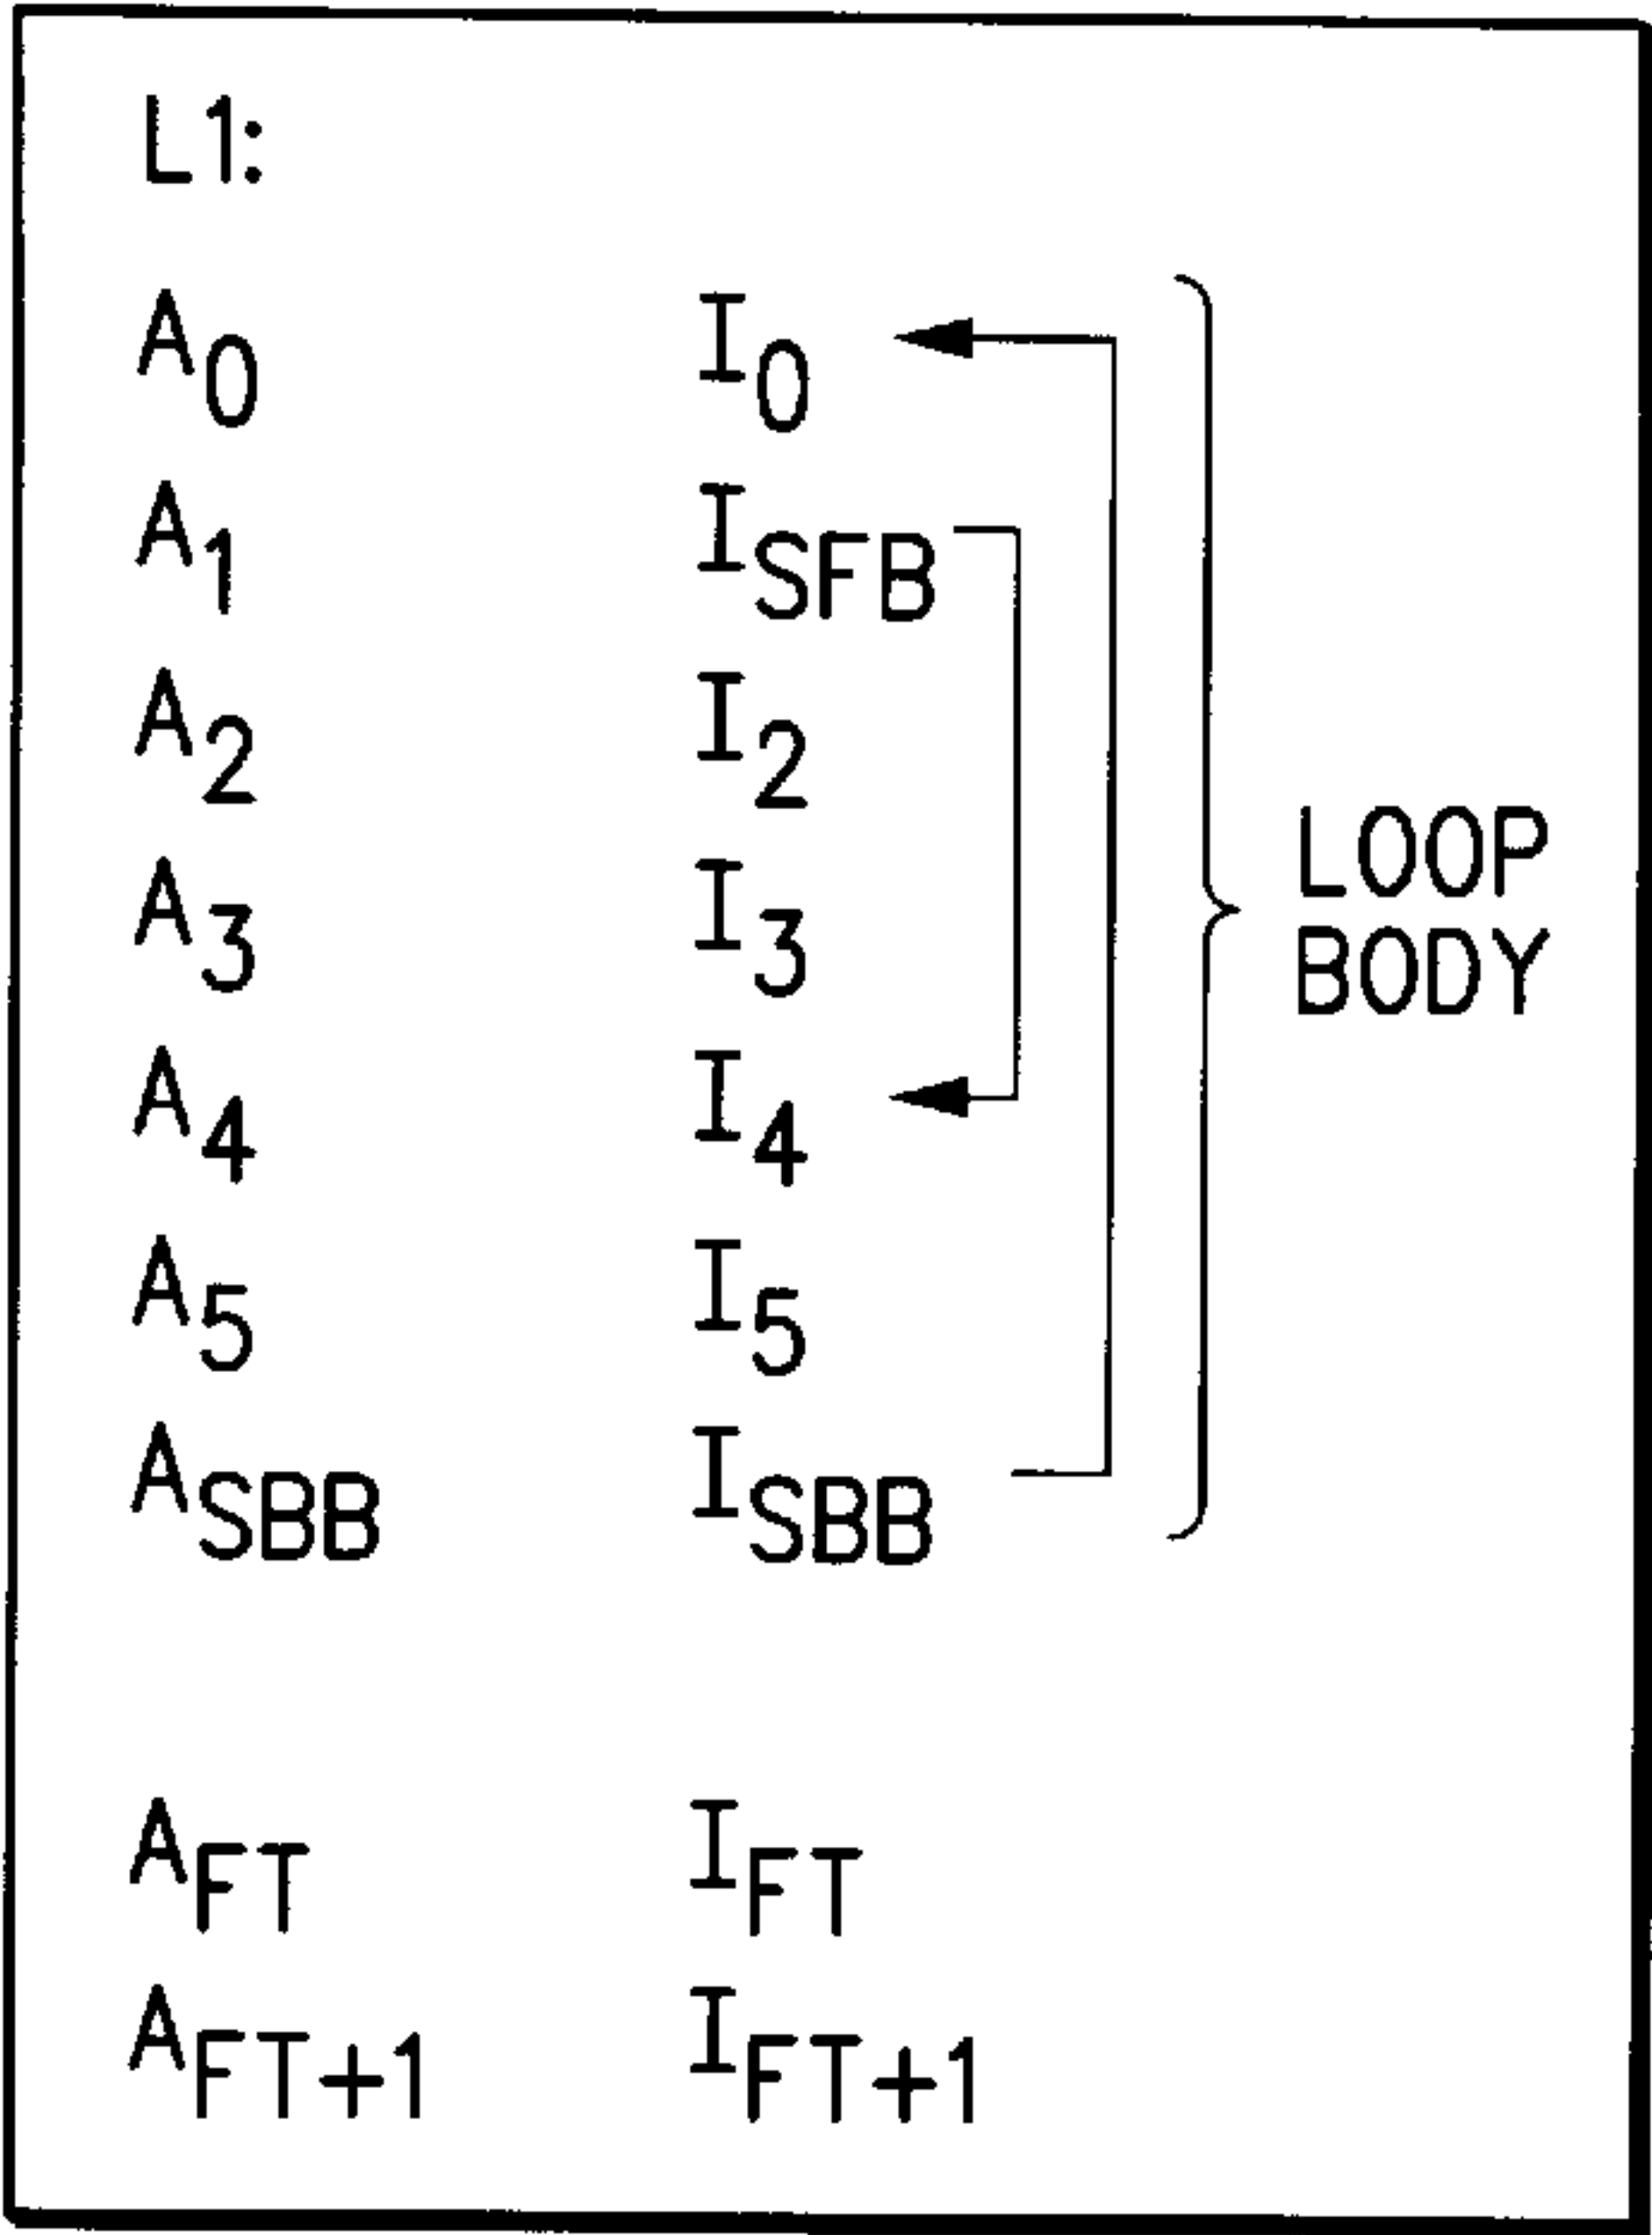 L1:
A0 I0
A1 ISFB
A2 I2
A3 I3
LOOP
BODY
A4 I4
A5 I5
ASBB ISBB
AFT IFT
AFT+1 IFT+1